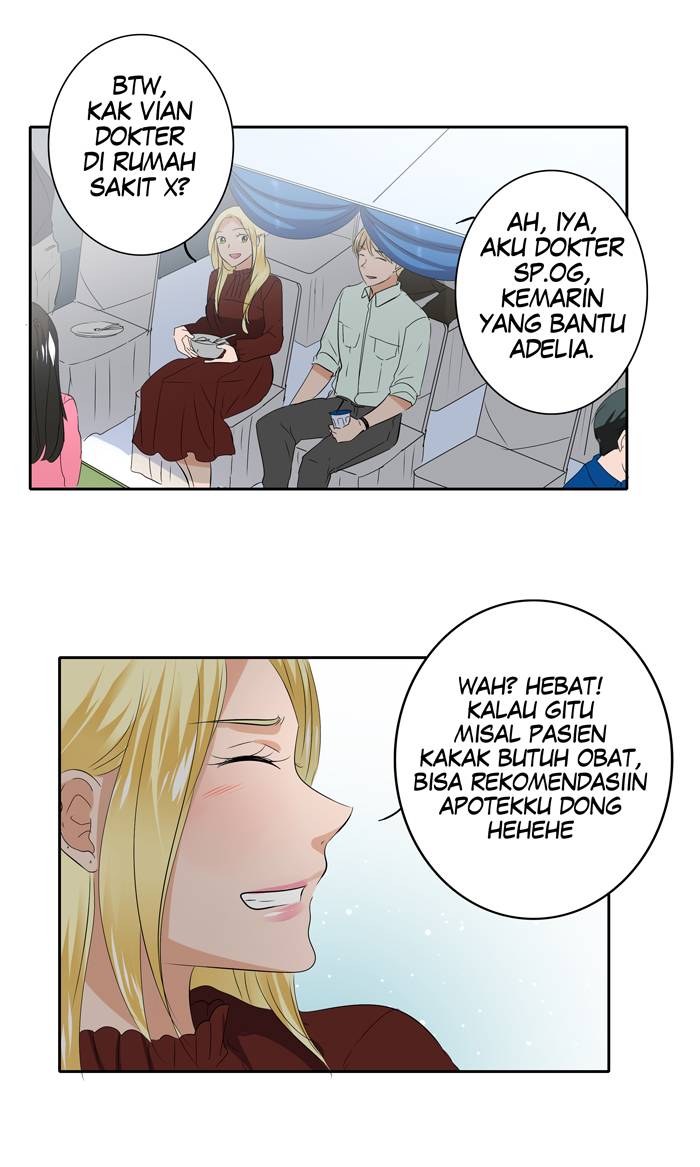 BTW,
KAK VIAN
DOKTER
DI RUMAH
SAKIT X?
AH, IYA,
AKU DOKTER
SP.OG,
KEMARIN
YANG BANTU
ADELIA.
WAH? HEBAT!
KALAU GITU
MISAL PASIEN
KAKAK BUTUH OBAT,
BISA REKOMENDASIIN
APOTEKKU DONG
HEHEHE